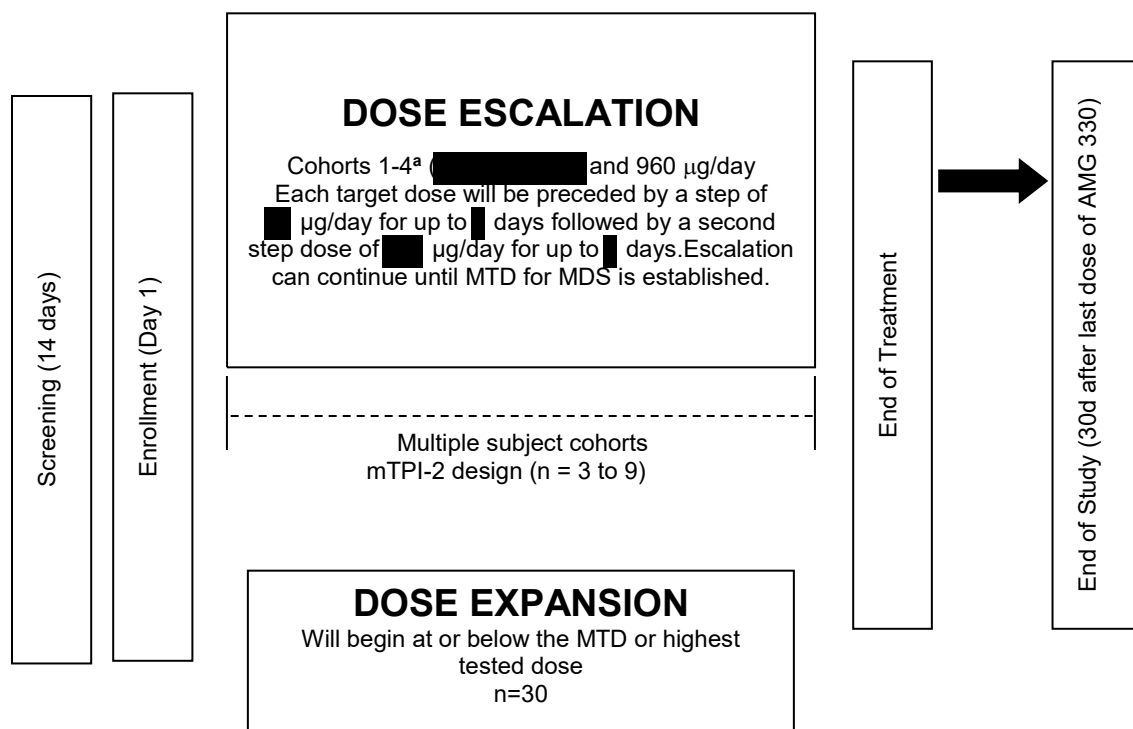 Screening (14 days)
Enrollment (Day 1)
DOSE ESCALATION
Cohorts 1-4ª ( and 960 μg/day
Each target dose will be preceded by a step of
μg/day for up to days followed by a second
step dose of μg/day for up to days.Escalation
can continue until MTD for MDS is established.
Multiple subject cohorts
mTPI-2 design (n = 3 to 9)
DOSE EXPANSION
Will begin at or below the MTD or highest
tested dose
n=30
End of Treatment
End of Study (30d after last dose of AMG 330)